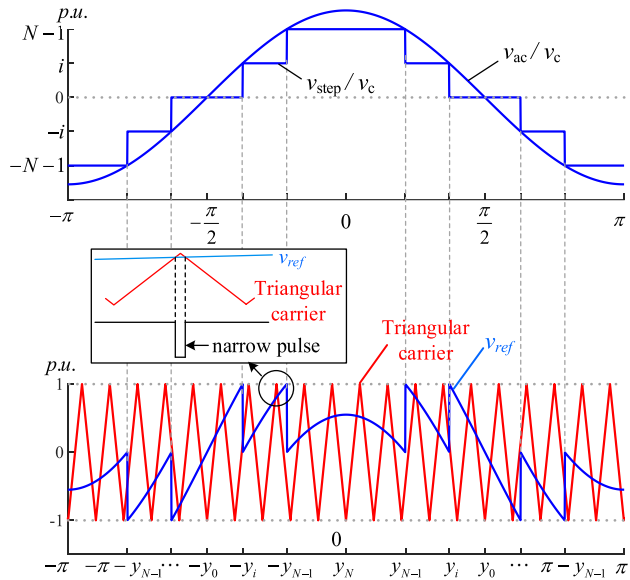 p.u.
N-1
i
0
-i
-N-1
v_ac / v_c
v_step / v_c
-π
-π/2
0
π/2
π
v_ref
Triangular
carrier
narrow pulse
Triangular
carrier
v_ref
p.u.
1
0
-1
0
-π -π-y_{N-1} ... -y_0 -y_i -y_{N-1} y_N y_{N-1} y_i y_0 ... π-y_{N-1} π